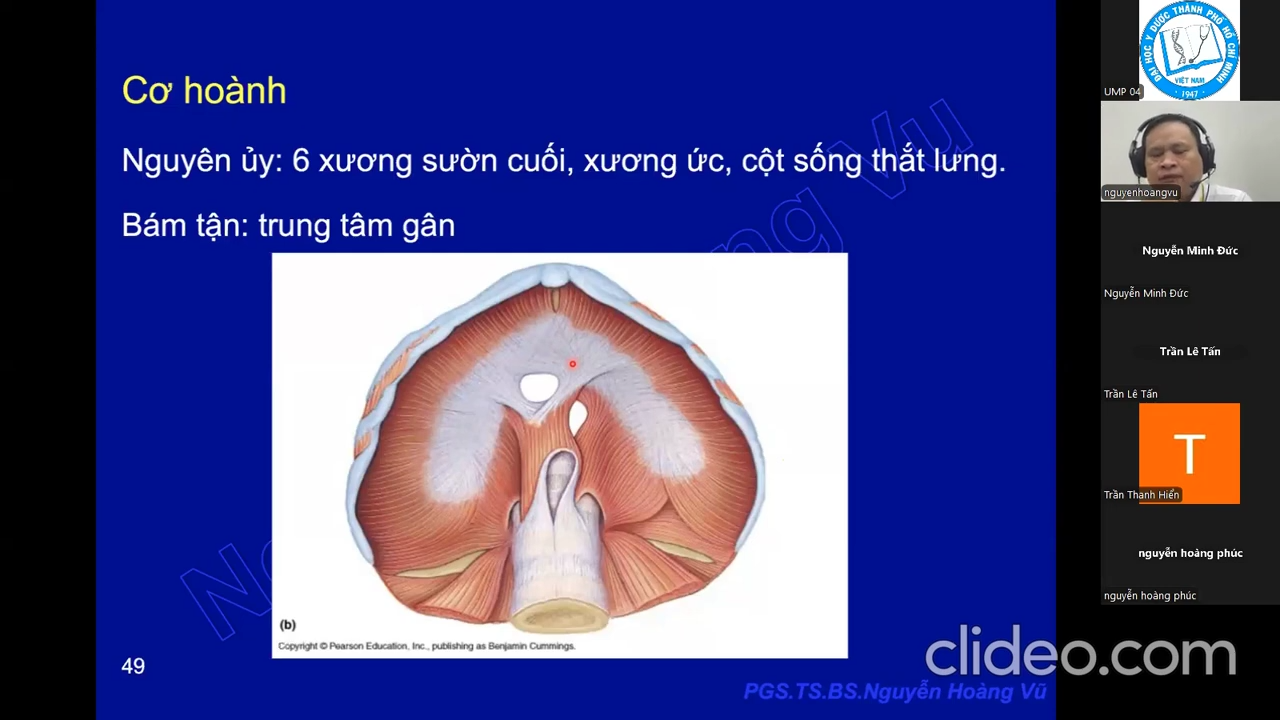 Cơ hoành
Nguyên ủy: 6 xương sườn cuối, xương ức, cột sống thắt lưng.
Bám tận: trung tâm gân
(b)
Copyright © Pearson Education, Inc., publishing as Benjamin Cummings.
49
PGS.TS.BS.Nguyễn Hoàng Vũ
clideo.com
ĐẠI HỌC Y DƯỢC THÀNH PHỐ HỒ CHÍ MINH
VIỆT NAM
1947
UMP 04
nguyenhoangvu
Nguyễn Minh Đức
Nguyễn Minh Đức
Trần Lê Tấn
Trần Lê Tấn
T
Trần Thanh Hiển
nguyễn hoàng phúc
nguyễn hoàng phúc